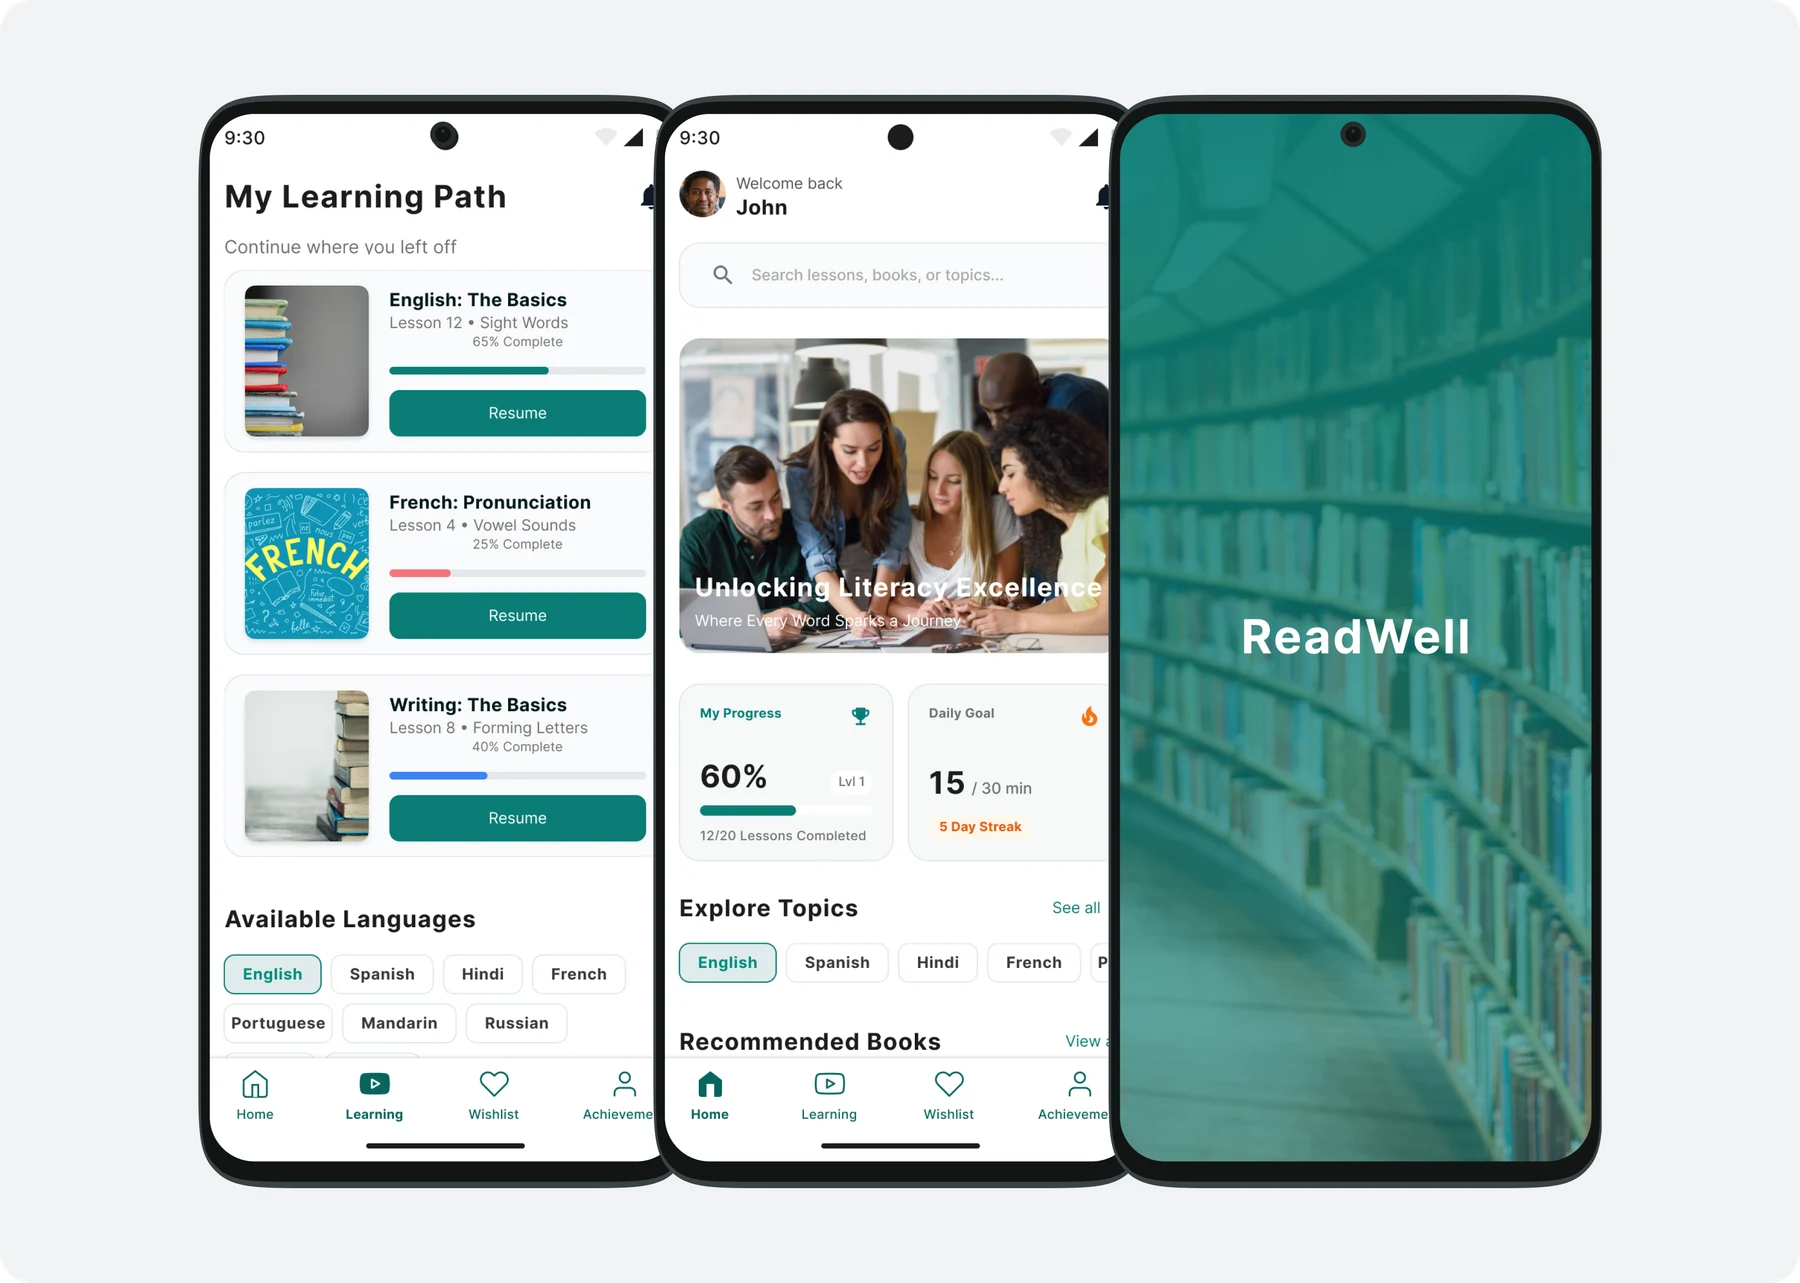 9:30
My Learning Path
Continue where you left off
English: The Basics
Lesson 12 • Sight Words
65% Complete
Resume
parlez
FRENCH
folle
French: Pronunciation
Lesson 4 • Vowel Sounds
25% Complete
Resume
Writing: The Basics
Lesson 8 • Forming Letters
40% Complete
Resume
Available Languages
English Spanish Hindi French
Portuguese Mandarin Russian
Home Learning Wishlist Achieveme
9:30
Welcome back
John
Search lessons, books, or topics...
Unlocking Literacy Excellence
Where Every Word Sparks a Journey
My Progress
60%
Lvl 1
12/20 Lessons Completed
Daily Goal
15 / 30 min
5 Day Streak
Explore Topics See all
English Spanish Hindi French P
Recommended Books View a
Home Learning Wishlist Achieveme
ReadWell